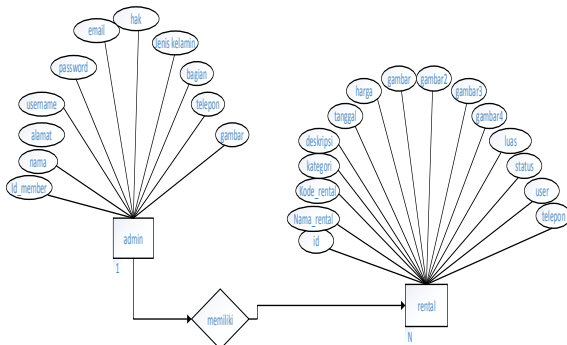 hak
email
Jenis kelamin
password
bagian
username
telepon
alamat
gambar
nama
Id_member
admin
1
memiliki
gambar
gambar2
harga
gambar3
tanggal
gambar4
deskripsi
luas
kategori
status
Kode_rental
user
Nama_rental
telepon
id
rental
N